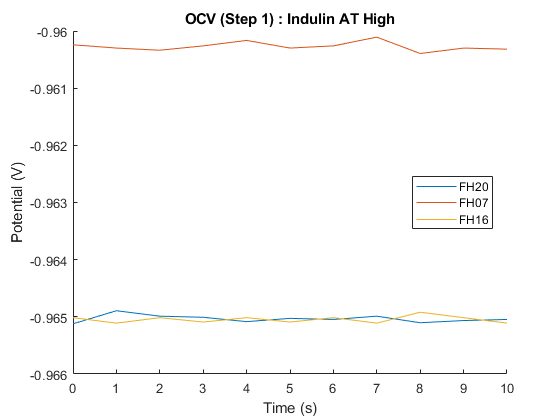 OCV (Step 1) : Indulin AT High
-0.96
-0.961
-0.962
-0.963
-0.964
-0.965
-0.966
Potential (V)
FH20
FH07
FH16
0 1 2 3 4 5 6 7 8 9 10
Time (s)